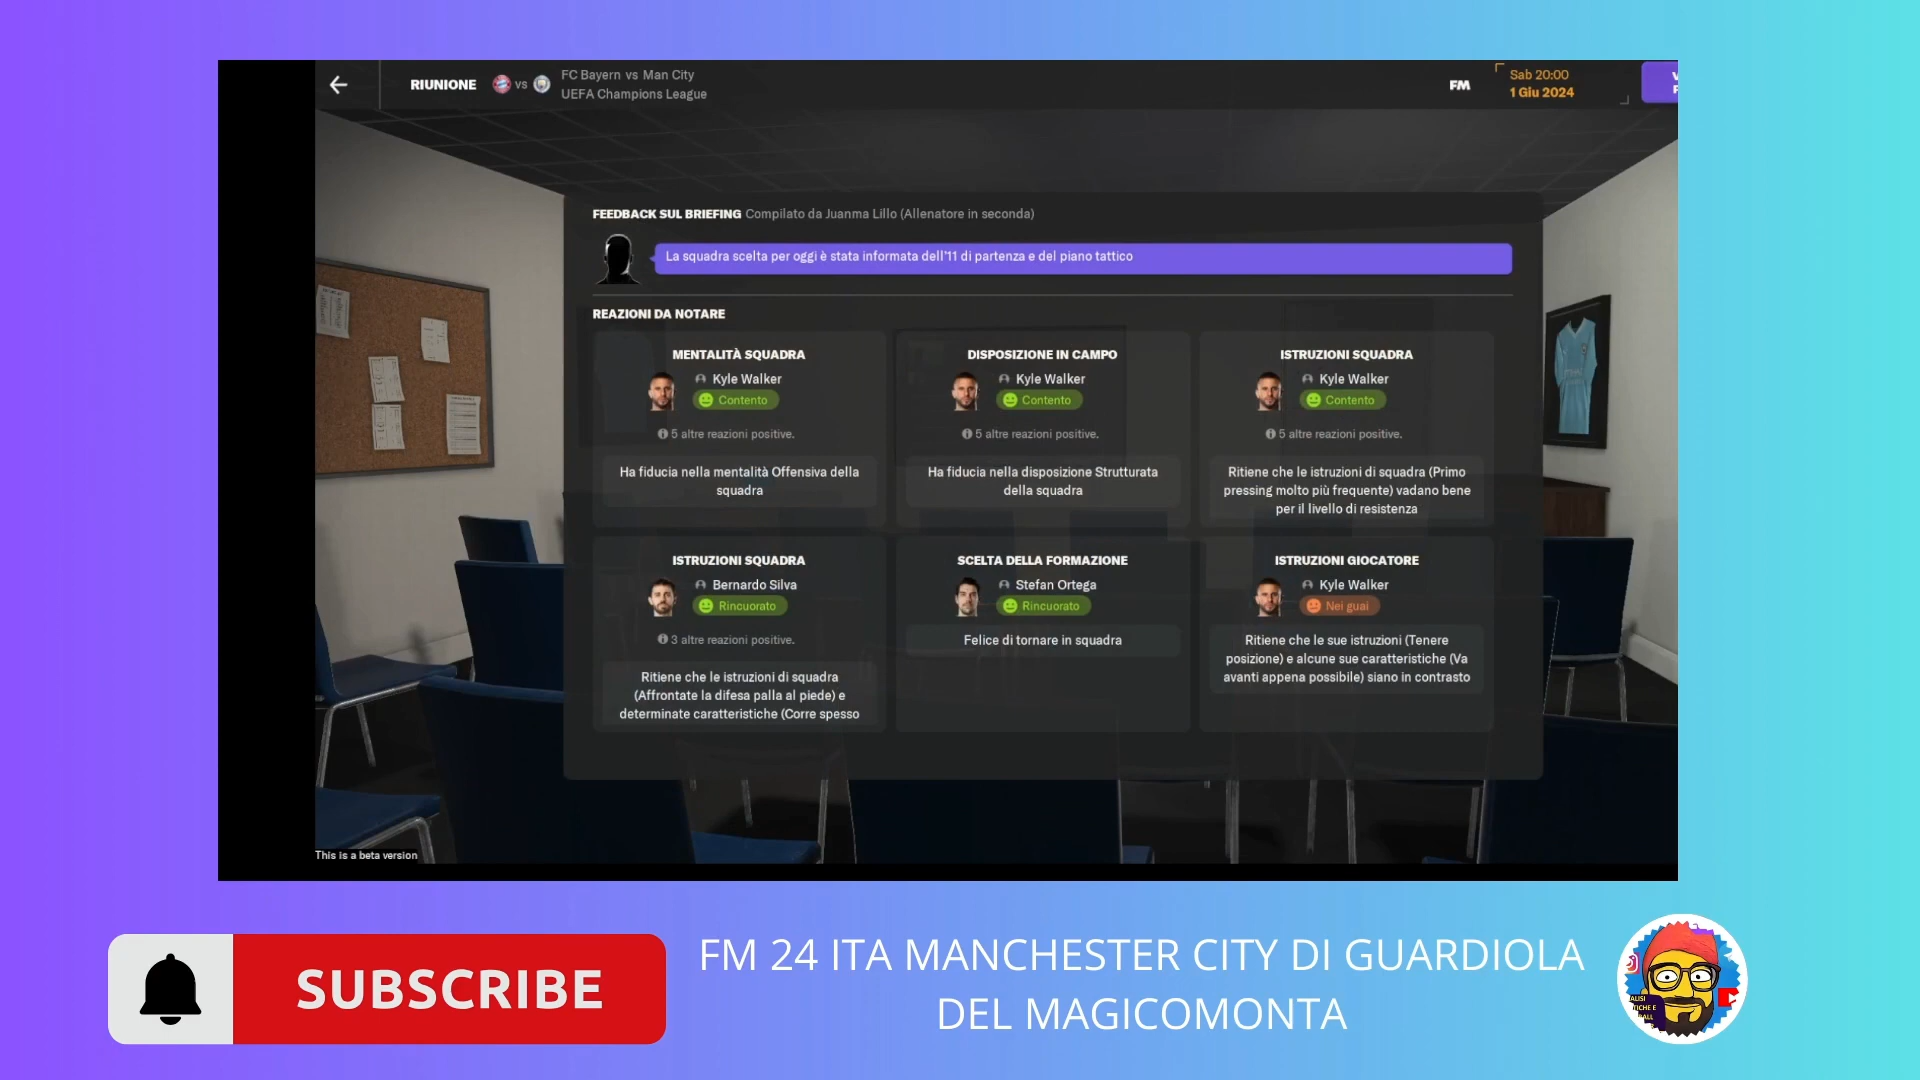 RIUNIONE
vs
FC Bayern vs Man City
UEFA Champions League
FM
Sab 20:00
1 Giu 2024
FEEDBACK SUL BRIEFING Compilato da Juanma Lillo (Allenatore in seconda)
La squadra scelta per oggi è stata informata dell'11 di partenza e del piano tattico
REAZIONI DA NOTARE
MENTALITÀ SQUADRA
Kyle Walker
Contento
5 altre reazioni positive.
Ha fiducia nella mentalità Offensiva della
squadra
DISPOSIZIONE IN CAMPO
Kyle Walker
Contento
5 altre reazioni positive.
Ha fiducia nella disposizione Strutturata
della squadra
ISTRUZIONI SQUADRA
Kyle Walker
Contento
5 altre reazioni positive.
Ritiene che le istruzioni di squadra (Primo
pressing molto più frequente) vadano bene
per il livello di resistenza
ISTRUZIONI SQUADRA
Bernardo Silva
Rincuorato
3 altre reazioni positive.
Ritiene che le istruzioni di squadra
(Affrontate la difesa palla al piede) e
determinate caratteristiche (Corre spesso
SCELTA DELLA FORMAZIONE
Stefan Ortega
Rincuorato
Felice di tornare in squadra
ISTRUZIONI GIOCATORE
Kyle Walker
Nei guai
Ritiene che le sue istruzioni (Tenere
posizione) e alcune sue caratteristiche (Va
avanti appena possibile) siano in contrasto
This is a beta version
SUBSCRIBE
FM 24 ITA MANCHESTER CITY DI GUARDIOLA
DEL MAGICOMONTA